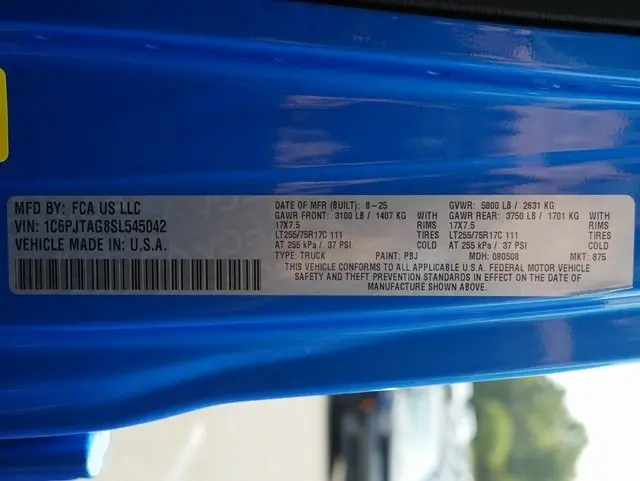 MFD BY: FCA US LLC
VIN: 1C6PJTAG8SL545042
VEHICLE MADE IN U.S.A.
DATE OF MFR (BUILT): 8-25 GVWR: 5800 LB / 2631 KG
GAWR FRONT: 3100 LB / 1407 KG WITH GAWR REAR: 3750 LB / 1701 KG WITH
17X7.5 RIMS 17X7.5 RIMS
LT255/75R17C 111 TIRES LT255/75R17C 111 TIRES
AT 255 kPa / 37 PSI COLD AT 255 kPa / 37 PSI COLD
TYPE: TRUCK PAINT: PBJ MDH: 080508 MKT: 875
THIS VEHICLE CONFORMS TO ALL APPLICABLE U.S.A. FEDERAL MOTOR VEHICLE
SAFETY AND THEFT PREVENTION STANDARDS IN EFFECT ON THE DATE OF
MANUFACTURE SHOWN ABOVE.